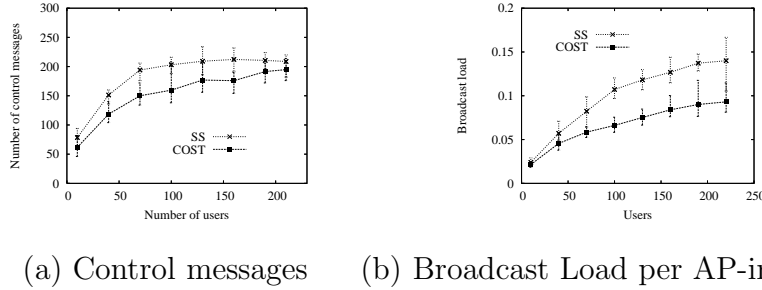 Number of control messages
300
250
200
150
100
50
0
SS
COST
0 50 100 150 200
Number of users
(a) Control messages
Broadcast load
0.2
0.15
0.1
0.05
0
SS
COST
0 50 100 150 200 250
Users
(b) Broadcast Load per AP-in